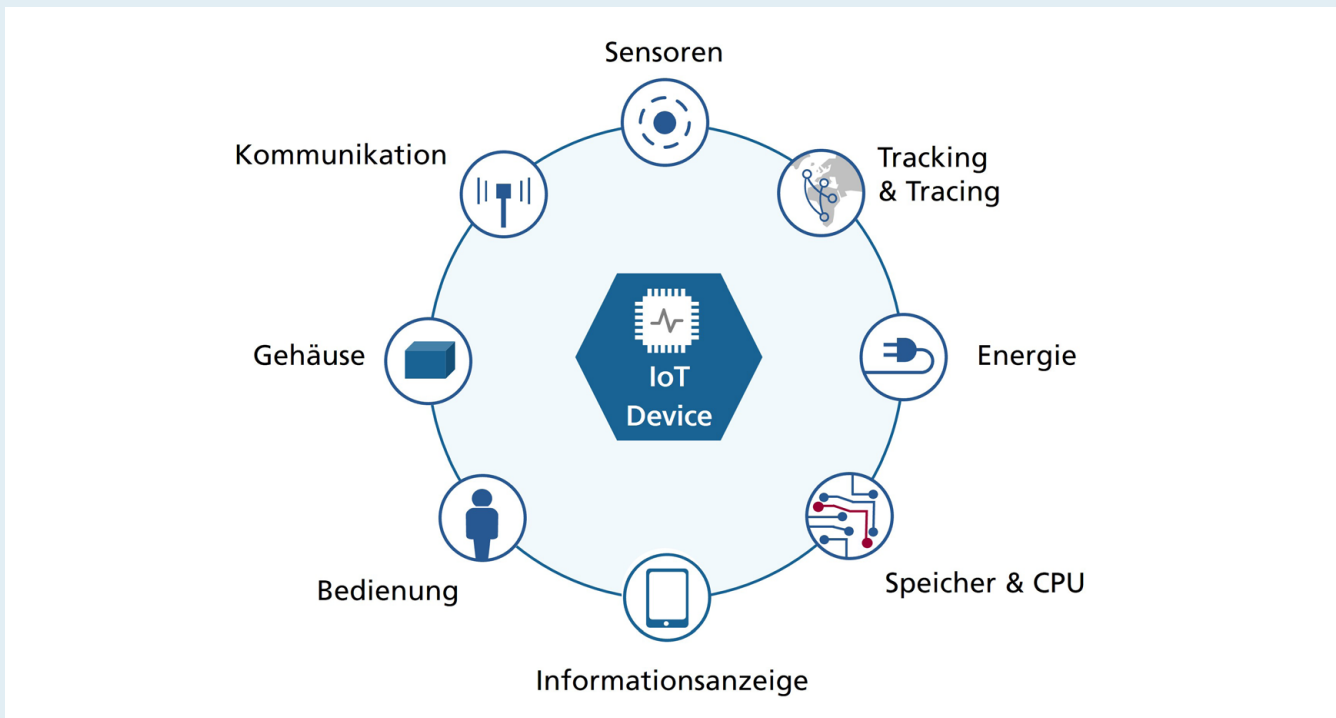 Sensoren
Kommunikation
Tracking
& Tracing
Gehäuse
IoT
Device
Energie
Bedienung
Speicher & CPU
Informationsanzeige